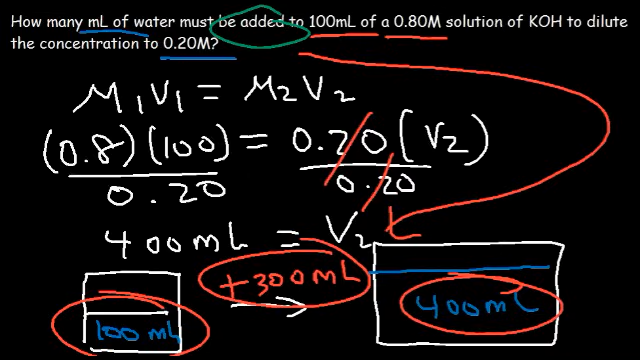 How many mL of water must be added to 100mL of a 0.80M solution of KOH to dilute
the concentration to 0.20M?
M1V1 = M2V2
(0.8)(100) = 0.20(V2)
0.20 0.20
400mL = V2
+300mL
100mL
400mL